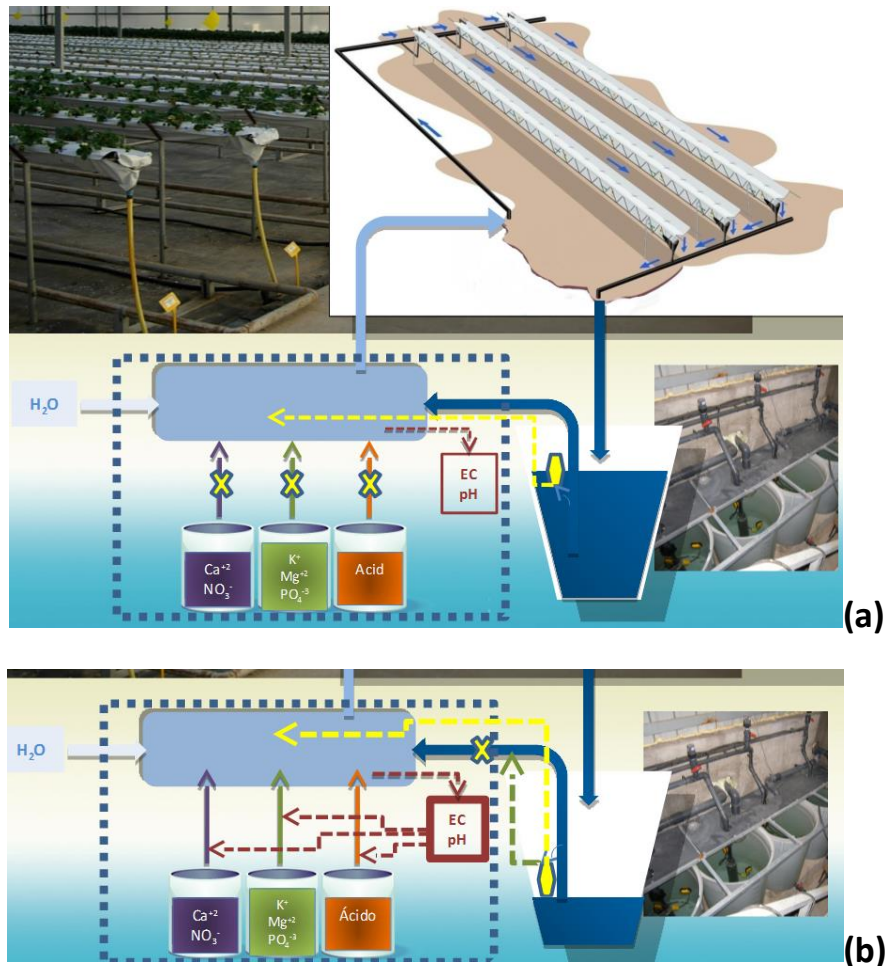 H₂O
EC
pH
Ca⁺²
NO₃⁻
K⁺
Mg⁺²
PO₄⁻³
Acid
(a)
H₂O
EC
pH
Ca⁺²
NO₃⁻
K⁺
Mg⁺²
PO₄⁻³
Ácido
(b)